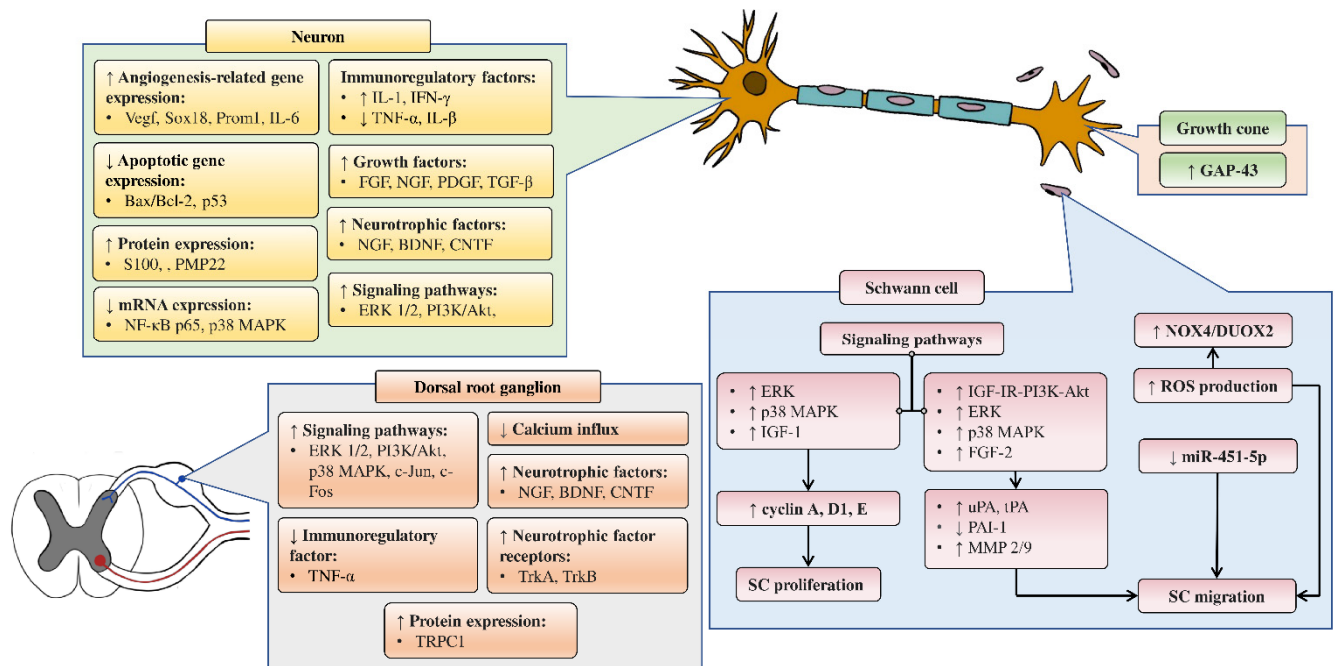 Neuron
↑ Angiogenesis-related gene
expression:
• Vegf, Sox18, Prom1, IL-6
↓ Apoptotic gene
expression:
• Bax/Bcl-2, p53
↑ Protein expression:
• S100, , PMP22
↓ mRNA expression:
• NF-κB p65, p38 MAPK
Immunoregulatory factors:
• ↑ IL-1, IFN-γ
• ↓ TNF-α, IL-β
↑ Growth factors:
• FGF, NGF, PDGF, TGF-β
↑ Neurotrophic factors:
• NGF, BDNF, CNTF
↑ Signaling pathways:
• ERK 1/2, PI3K/Akt,
Growth cone
↑ GAP-43
Dorsal root ganglion
↑ Signaling pathways:
• ERK 1/2, PI3K/Akt,
p38 MAPK, c-Jun, c-
Fos
↓ Immunoregulatory
factor:
• TNF-α
↓ Calcium influx
↑ Neurotrophic factors:
• NGF, BDNF, CNTF
↑ Neurotrophic factor
receptors:
• TrkA, TrkB
↑ Protein expression:
• TRPC1
Schwann cell
Signaling pathways
• ↑ ERK
• ↑ p38 MAPK
• ↑ IGF-1
↑ cyclin A, D1, E
SC proliferation
• ↑ IGF-IR-PI3K-Akt
• ↑ ERK
• ↑ p38 MAPK
• ↑ FGF-2
• ↑ uPA, tPA
• ↓ PAI-1
• ↑ MMP 2/9
↑ NOX4/DUOX2
↑ ROS production
↓ miR-451-5p
SC migration